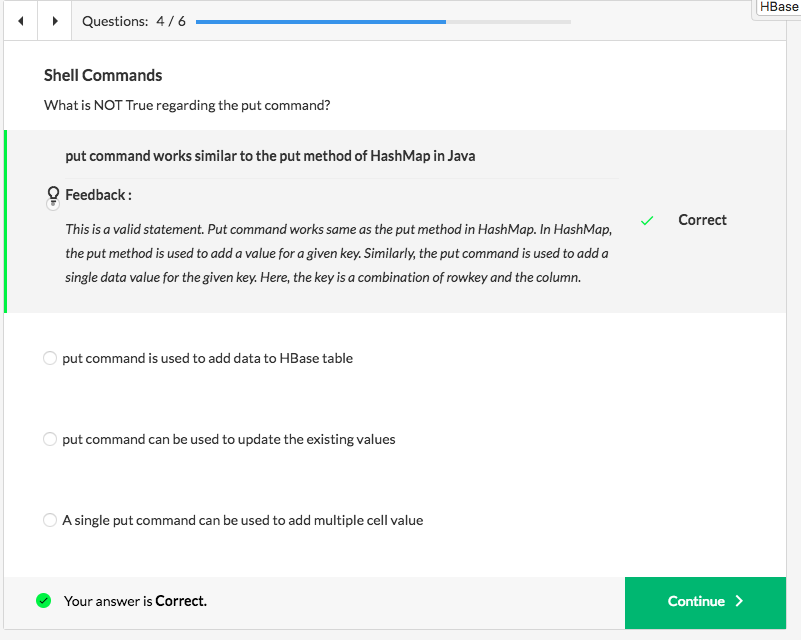 HBase
Questions: 4 / 6
Shell Commands
What is NOT True regarding the put command?
put command works similar to the put method of HashMap in Java
Feedback :
This is a valid statement. Put command works same as the put method in HashMap. In HashMap,
the put method is used to add a value for a given key. Similarly, the put command is used to add a
single data value for the given key. Here, the key is a combination of rowkey and the column.
Correct
put command is used to add data to HBase table
put command can be used to update the existing values
A single put command can be used to add multiple cell value
Your answer is Correct.
Continue